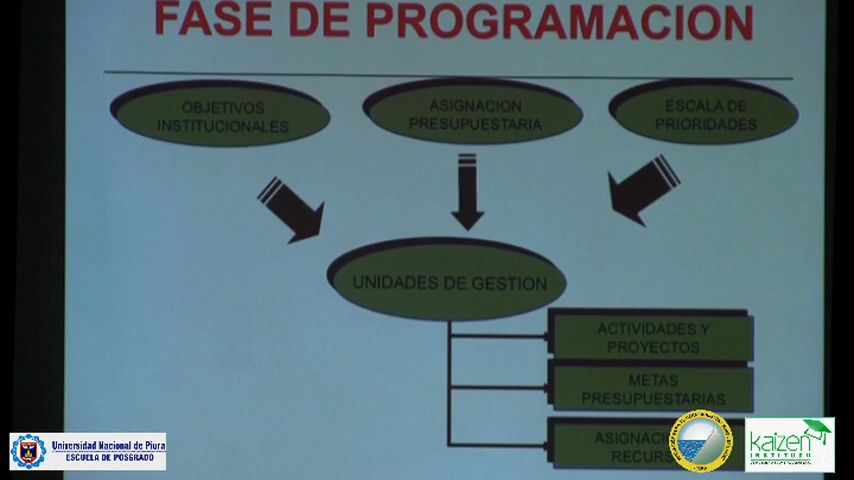 FASE DE PROGRAMACION
OBJETIVOS
INSTITUCIONALES
ASIGNACION
PRESUPUESTARIA
ESCALA DE
PRIORIDADES
UNIDADES DE GESTION
ACTIVIDADES Y
PROYECTOS
METAS
PRESUPUESTARIAS
Universidad Nacional de Piura
ESCUELA DE POSGRADO
kaizen
INSTITUTO